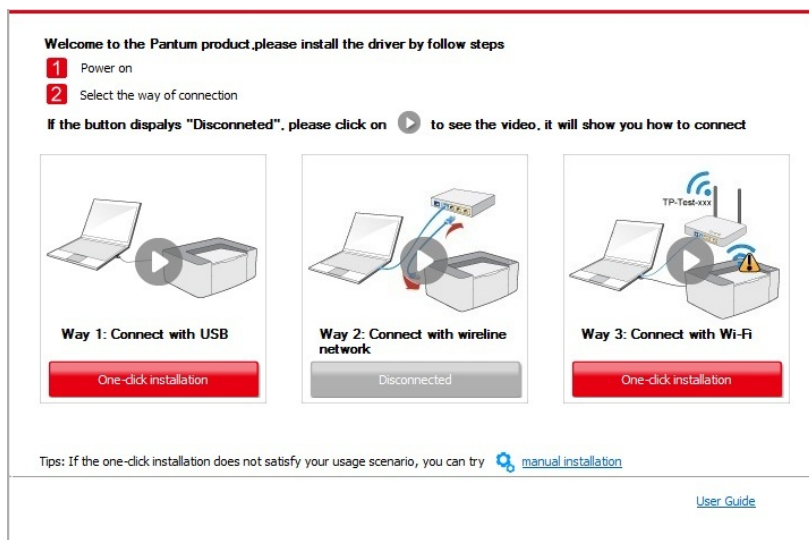 Welcome to the Pantum product,please install the driver by follow steps
1 Power on
2 Select the way of connection
If the button dispalys "Disconneted", please click on to see the video, it will show you how to connect
TP-Test-xxx
Way 1: Connect with USB
One-click installation
Way 2: Connect with wireline
network
Disconnected
Way 3: Connect with Wi-Fi
One-click installation
Tips: If the one-click installation does not satisfy your usage scenario, you can try manual installation
User Guide